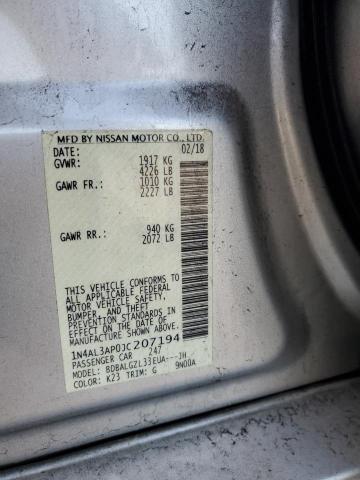 MFD BY NISSAN MOTOR CO., LTD.
DATE: 02/18
GVWR: 1917 KG
4226 LB
GAWR FR.: 1010 KG
2227 LB
GAWR RR.: 940 KG
2072 LB
THIS VEHICLE CONFORMS TO
ALL APPLICABLE FEDERAL
MOTOR VEHICLE SAFETY,
BUMPER, AND THEFT
PREVENTION STANDARDS IN
EFFECT ON THE DATE OF
MANUFACTURE SHOWN ABOVE.
1N4AL3AP0JC207194
PASSENGER CAR 247
MODEL: BDBALGZL33EUA---JH
COLOR: K23 TRIM: G 9N00A